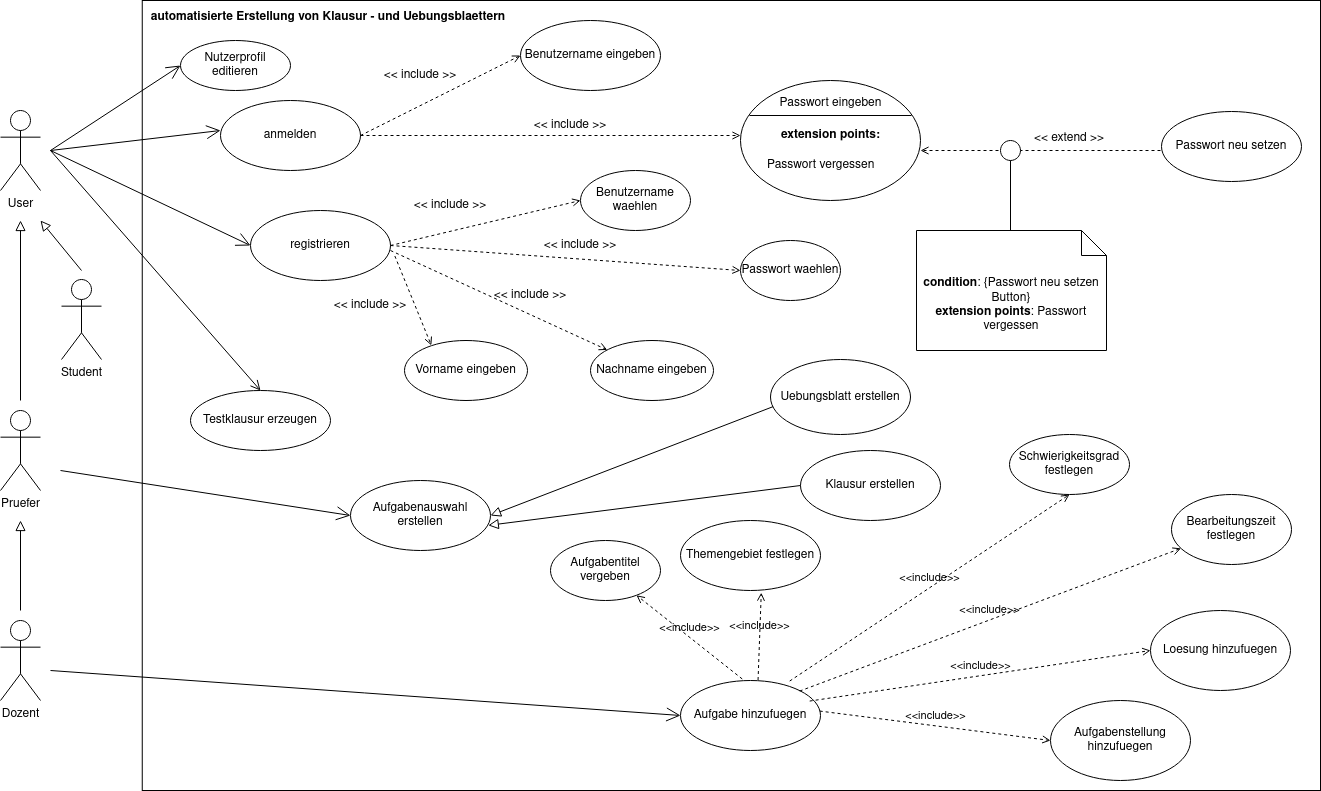 automatisierte Erstellung von Klausur - und Uebungsblaettern
Nutzerprofil
editieren
<< include >>
Benutzername eingeben
anmelden
<< include >>
Passwort eingeben
extension points:
Passwort vergessen
<< extend >>
Passwort neu setzen
User
Benutzername
waehlen
<< include >>
registrieren
<< include >>
Passwort waehlen
condition: {Passwort neu setzen
Button}
extension points: Passwort
vergessen
<< include >>
<< include >>
Student
Vorname eingeben
Nachname eingeben
Testklausur erzeugen
Uebungsblatt erstellen
Schwierigkeitsgrad
festlegen
Klausur erstellen
Pruefer
Aufgabenauswahl
erstellen
Bearbeitungszeit
festlegen
Aufgabentitel
vergeben
Themengebiet festlegen
<<include>>
<<include>>
<<include>>
<<include>>
Loesung hinzufuegen
<<include>>
Dozent
Aufgabe hinzufuegen
<<include>>
Aufgabenstellung
hinzufuegen